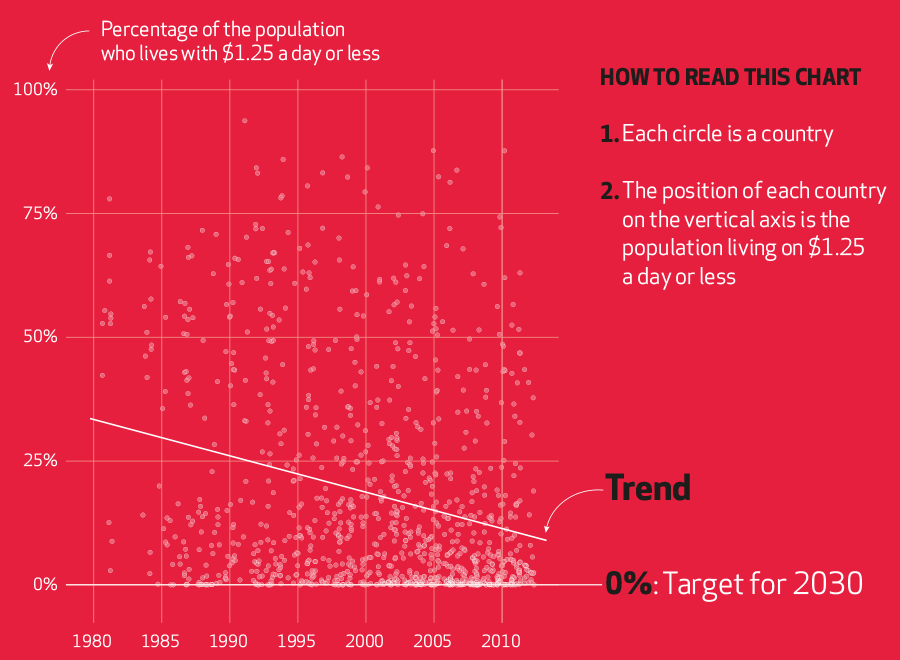 Percentage of the population
who lives with $1.25 a day or less
100%
75%
50%
25%
0%
1980 1985 1990 1995 2000 2005 2010
HOW TO READ THIS CHART
1. Each circle is a country
2. The position of each country
on the vertical axis is the
population living on $1.25
a day or less
Trend
0%: Target for 2030